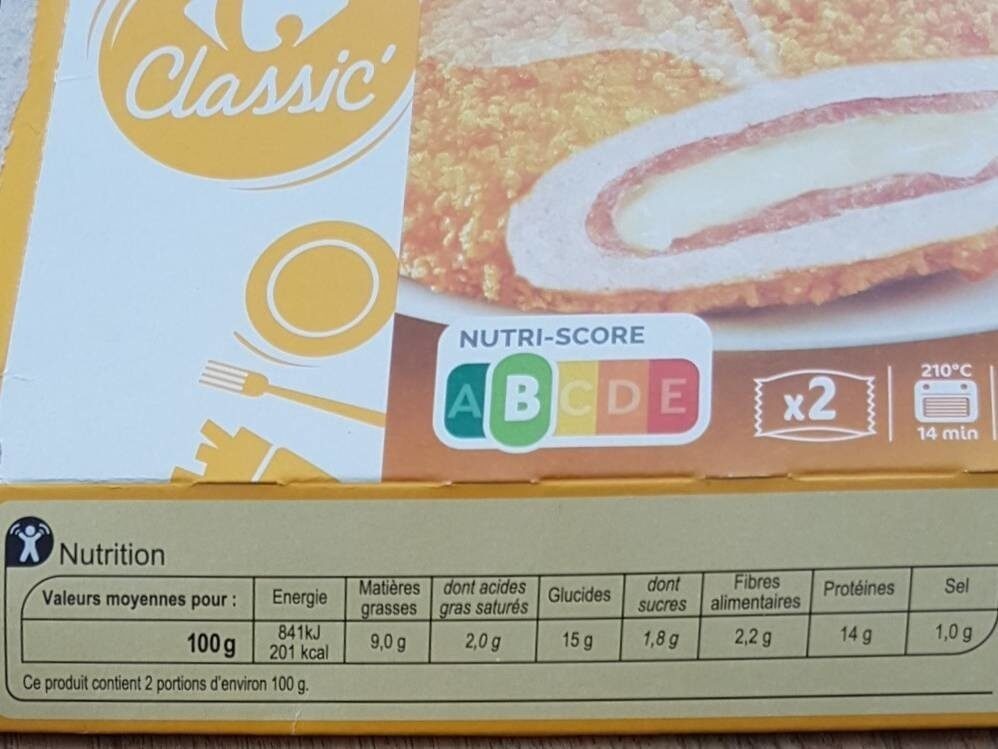 Classic'
NUTRI-SCORE
A B C D E
x2
210°C
14 min
Nutrition
Valeurs moyennes pour : Energie Matières grasses dont acides gras saturés Glucides dont sucres Fibres alimentaires Protéines Sel
100 g 841kJ 201 kcal 9,0 g 2,0 g 15 g 1,8 g 2,2 g 14 g 1,0 g
Ce produit contient 2 portions d'environ 100 g.